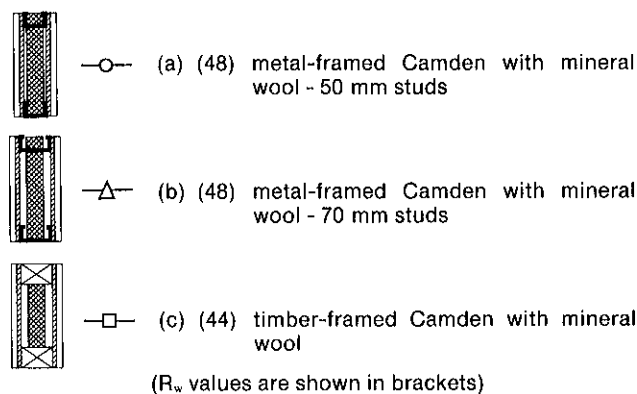 (a) (48) metal-framed Camden with mineral
wool - 50 mm studs
(b) (48) metal-framed Camden with mineral
wool - 70 mm studs
(c) (44) timber-framed Camden with mineral
wool
(Rw values are shown in brackets)